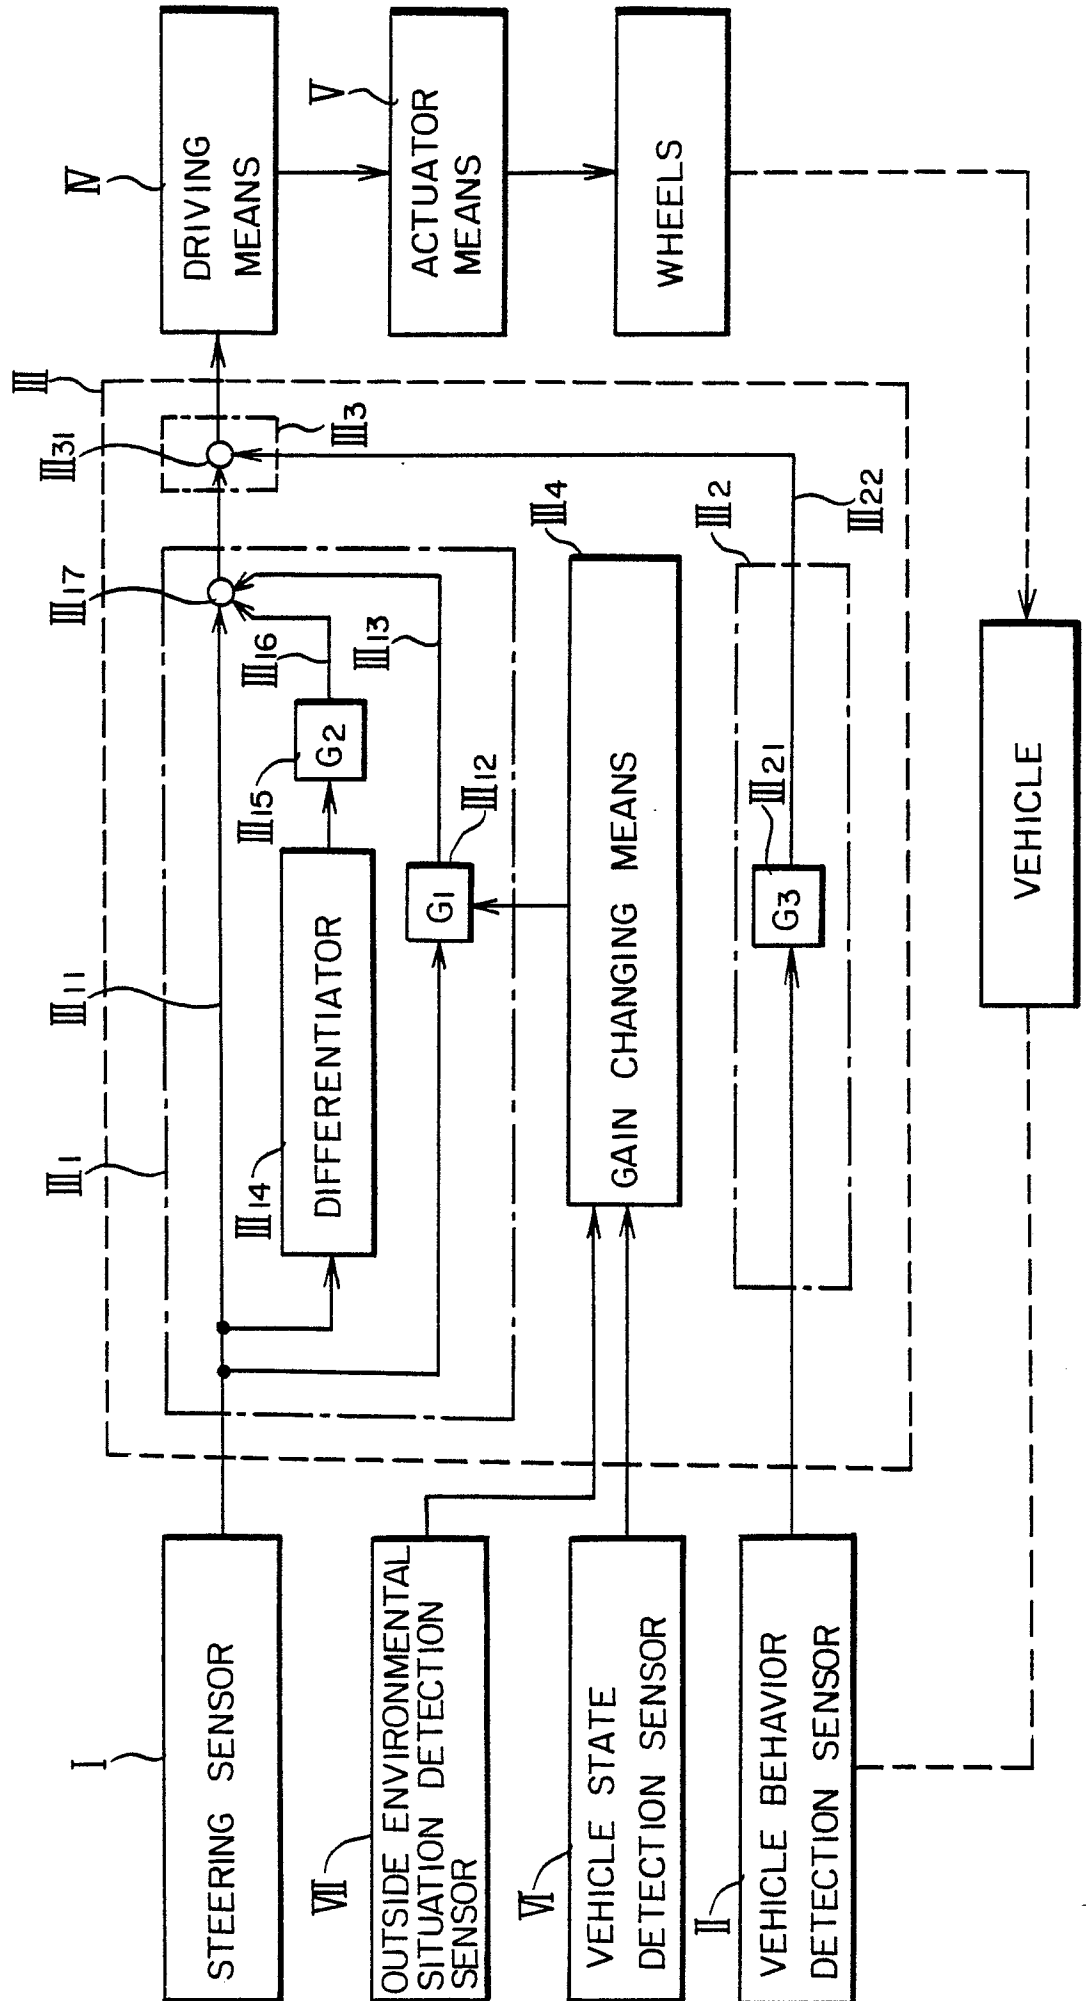 I
STEERING SENSOR
VII
OUTSIDE ENVIRONMENTAL
SITUATION DETECTION
SENSOR
VI
VEHICLE STATE
DETECTION SENSOR
II
VEHICLE BEHAVIOR
DETECTION SENSOR
III
III1
III11
III14
DIFFERENTIATOR
III15
G2
III16
III17
G1
III12
III13
GAIN CHANGING MEANS
III4
III2
G3
III21
III22
III31
III3
IV
DRIVING
MEANS
V
ACTUATOR
MEANS
WHEELS
VEHICLE